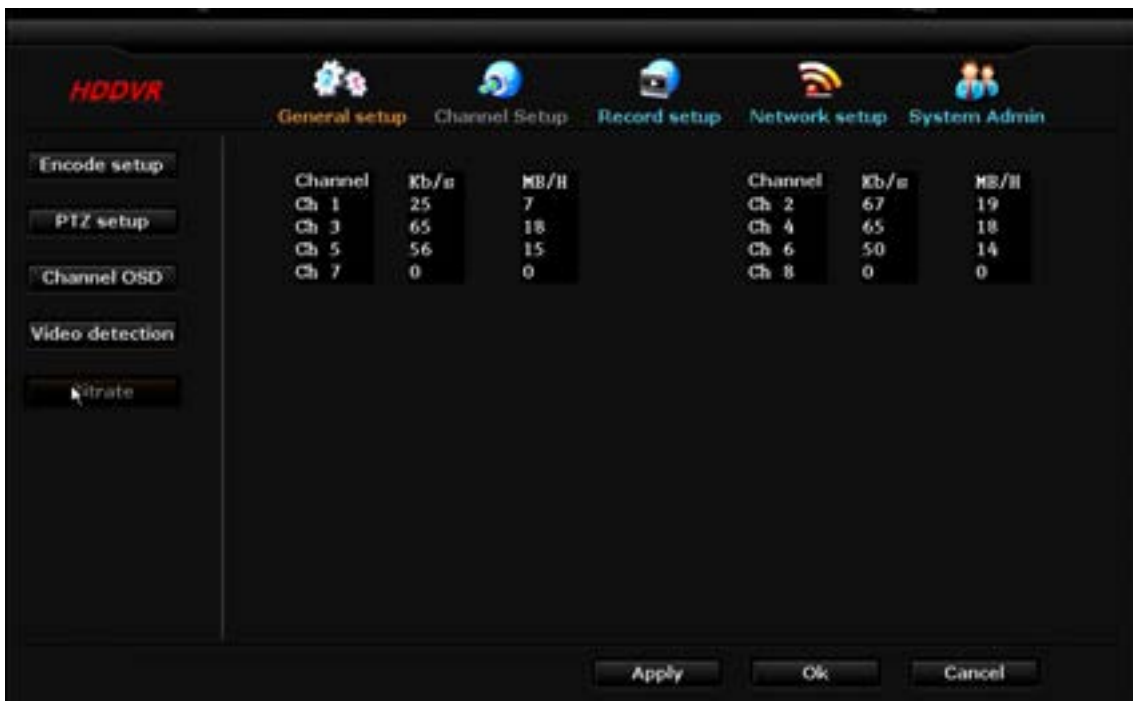 HDDVR
General setup Channel Setup Record setup Network setup System Admin
Encode setup
PTZ setup
Channel OSD
Video detection
Bitrate
Channel Kb/s MB/H Channel Kb/s MB/H
Ch 1 25 7 Ch 2 67 19
Ch 3 65 18 Ch 4 65 18
Ch 5 56 15 Ch 6 50 14
Ch 7 0 0 Ch 8 0 0
Apply Ok Cancel